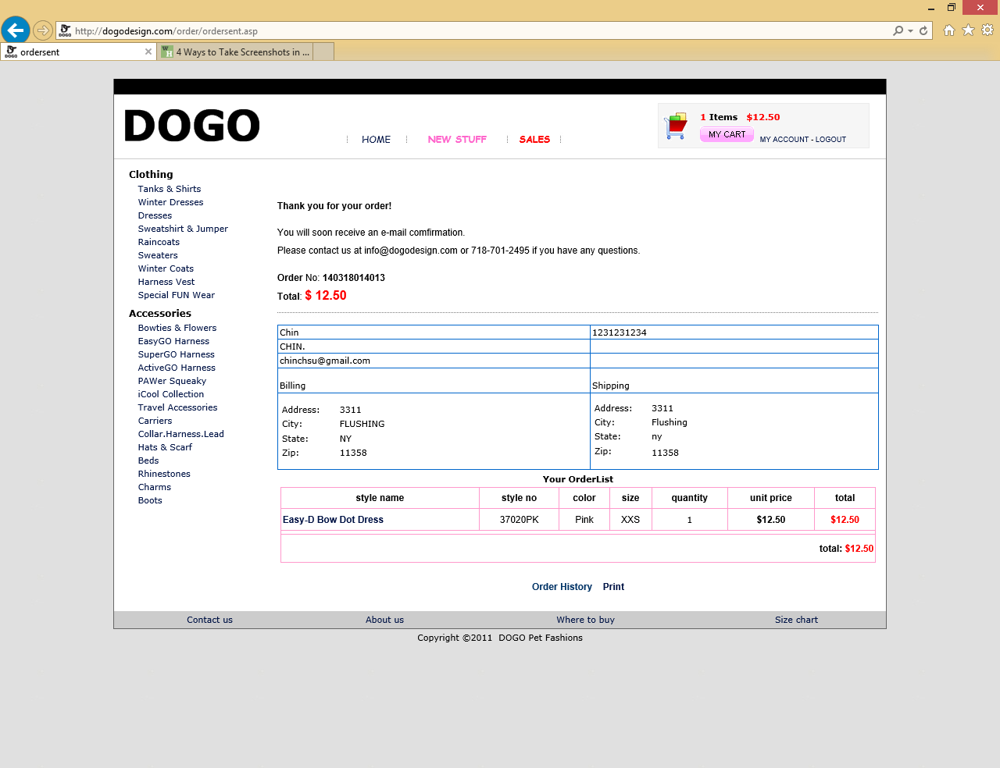 http://dogodesign.com/order/ordersent.asp
DOGO ordersent
4 Ways to Take Screenshots in ...
DOGO
HOME NEW STUFF SALES
1 Items $12.50
MY CART MY ACCOUNT - LOGOUT
Clothing
Tanks & Shirts
Winter Dresses
Dresses
Sweatshirt & Jumper
Raincoats
Sweaters
Winter Coats
Harness Vest
Special FUN Wear
Accessories
Bowties & Flowers
EasyGO Harness
SuperGO Harness
ActiveGO Harness
PAWer Squeaky
iCool Collection
Travel Accessories
Carriers
Collar.Harness.Lead
Hats & Scarf
Beds
Rhinestones
Charms
Boots
Thank you for your order!
You will soon receive an e-mail comfirmation.
Please contact us at info@dogodesign.com or 718-701-2495 if you have any questions.
Order No: 140318014013
Total: $ 12.50
Chin 1231231234
CHIN.
chinchsu@gmail.com
Billing Shipping
Address: 3311 Address: 3311
City: FLUSHING City: Flushing
State: NY State: ny
Zip: 11358 Zip: 11358
Your OrderList
style name style no color size quantity unit price total
Easy-D Bow Dot Dress 37020PK Pink XXS 1 $12.50 $12.50
total: $12.50
Order History Print
Contact us About us Where to buy Size chart
Copyright ©2011 DOGO Pet Fashions